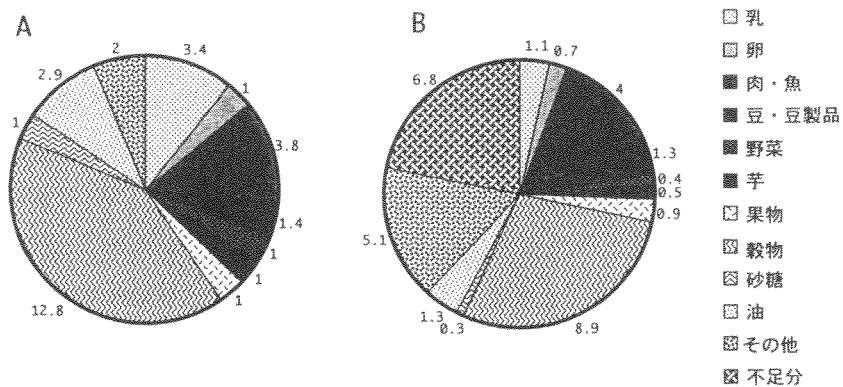 A
2
3.4
1
3.8
1.4
1
1
1
12.8
1
2.9
B
1.1
0.7
4
1.3
0.4
0.5
0.9
8.9
0.3
1.3
5.1
6.8
乳
卵
肉・魚
豆・豆製品
野菜
芋
果物
穀物
砂糖
油
その他
不足分